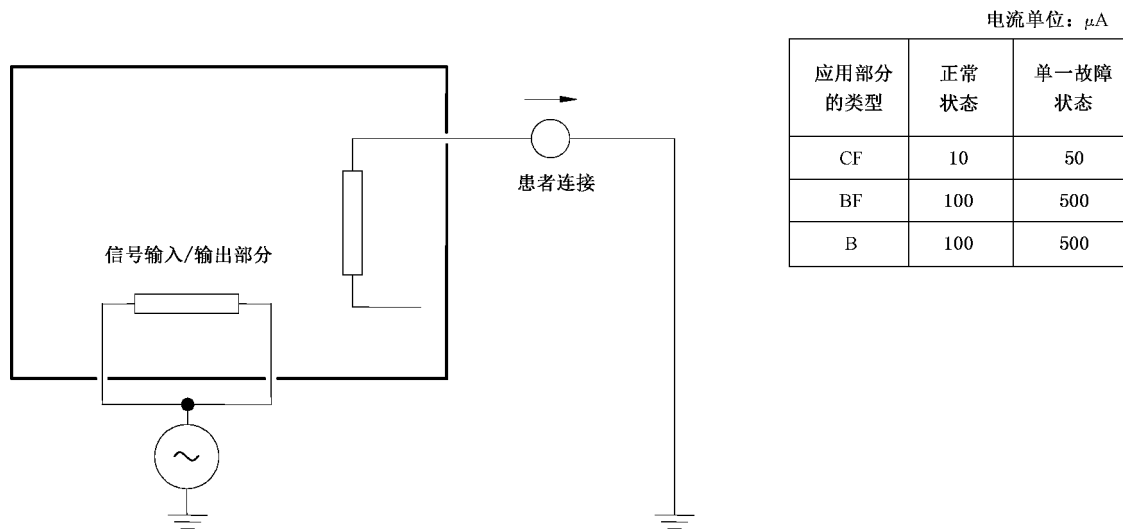 电流单位：μA
应用部分的类型 正常状态 单一故障状态
CF 10 50
BF 100 500
B 100 500
患者连接
信号输入/输出部分